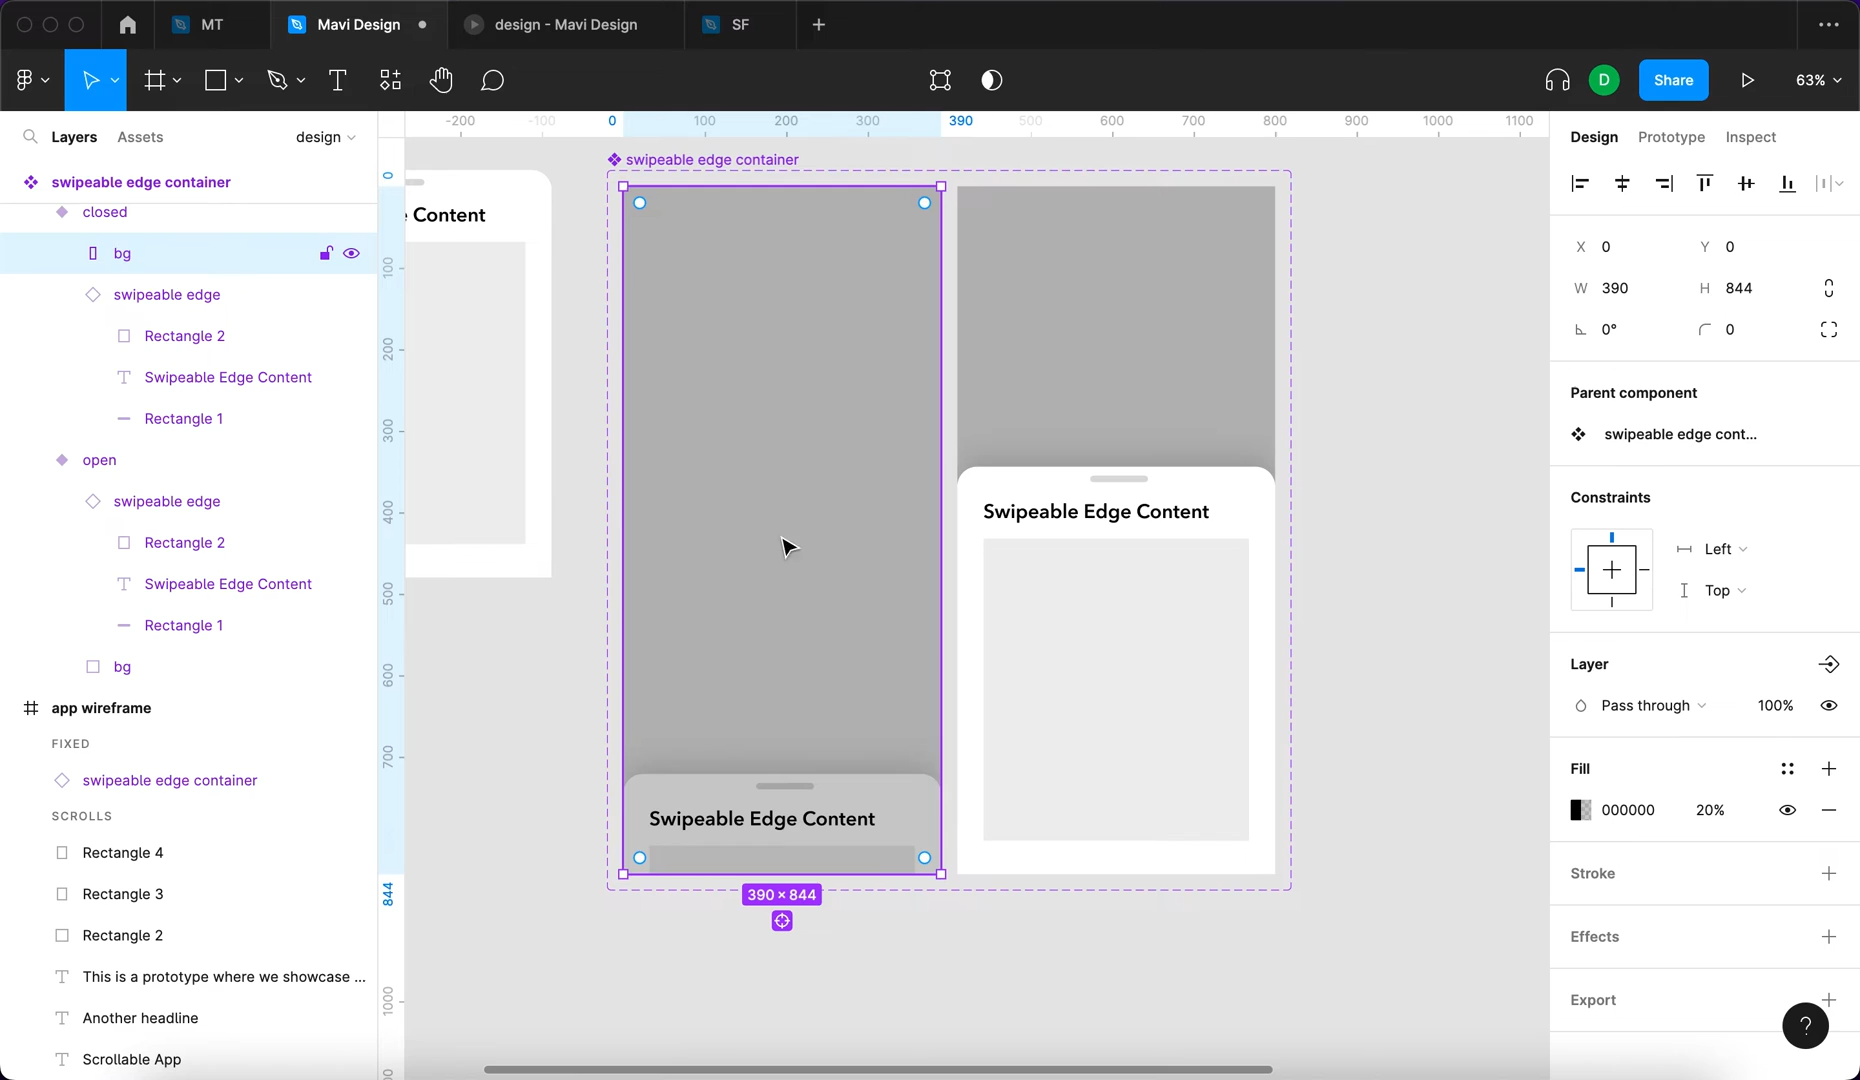 MT
Mavi Design
design - Mavi Design
SF
D
Share
63%
Layers
Assets
design
swipeable edge container
closed
bg
swipeable edge
Rectangle 2
Swipeable Edge Content
Rectangle 1
open
swipeable edge
Rectangle 2
Swipeable Edge Content
Rectangle 1
bg
app wireframe
FIXED
swipeable edge container
SCROLLS
Rectangle 4
Rectangle 3
Rectangle 2
This is a prototype where we showcase ...
Another headline
Scrollable App
-200 -100 0 100 200 300 390 500 600 700 800 900 1000 1100
0
100
200
300
400
500
600
700
844
1000
swipeable edge container
Content
Swipeable Edge Content
390 × 844
Swipeable Edge Content
Design
Prototype
Inspect
X 0
Y 0
W 390
H 844
0°
0
Parent component
swipeable edge cont...
Constraints
Left
Top
Layer
Pass through
100%
Fill
000000
20%
Stroke
Effects
Export
?